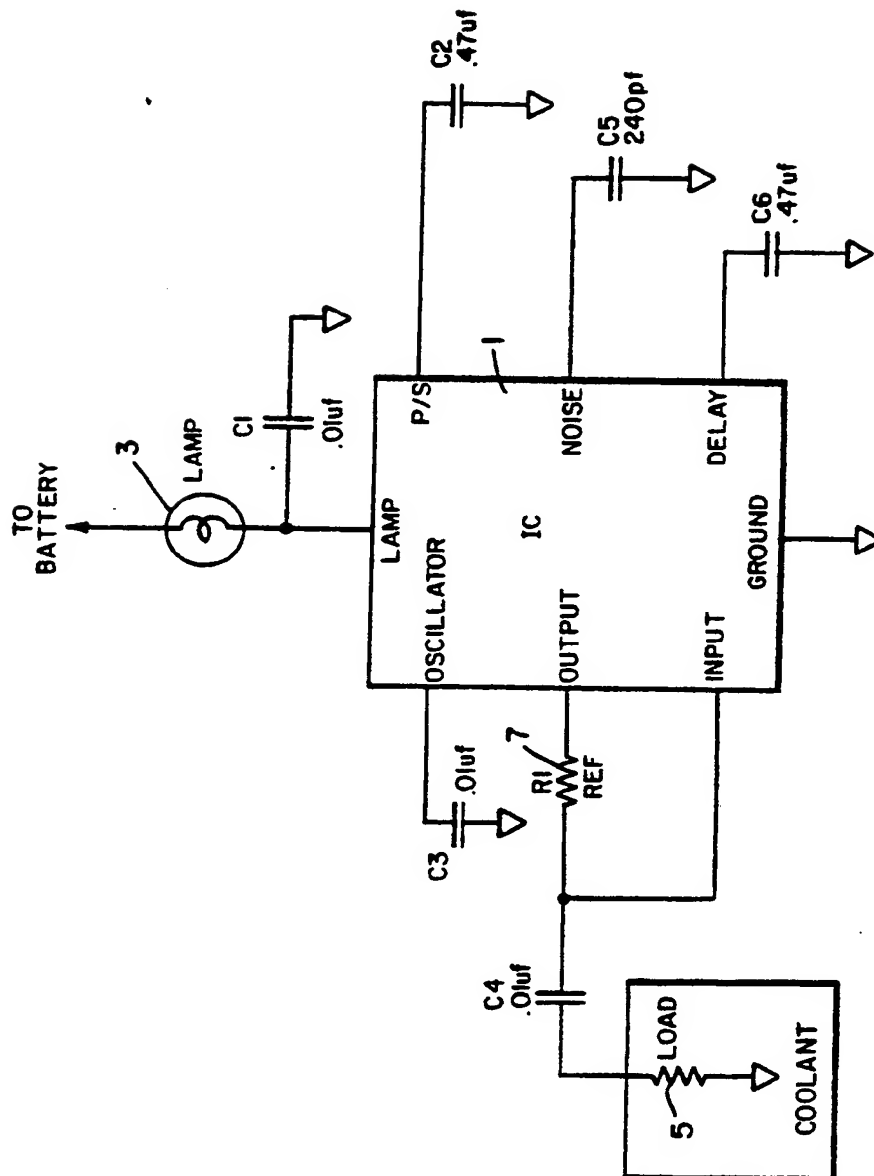 TO
BATTERY
3
LAMP
C1
.01uf
C2
.47uf
LAMP
OSCILLATOR
P/S
1
C3
.01uf
7
R1
REF
OUTPUT
IC
NOISE
C5
240pf
C4
.01uf
INPUT
GROUND
DELAY
C6
.47uf
LOAD
5
COOLANT